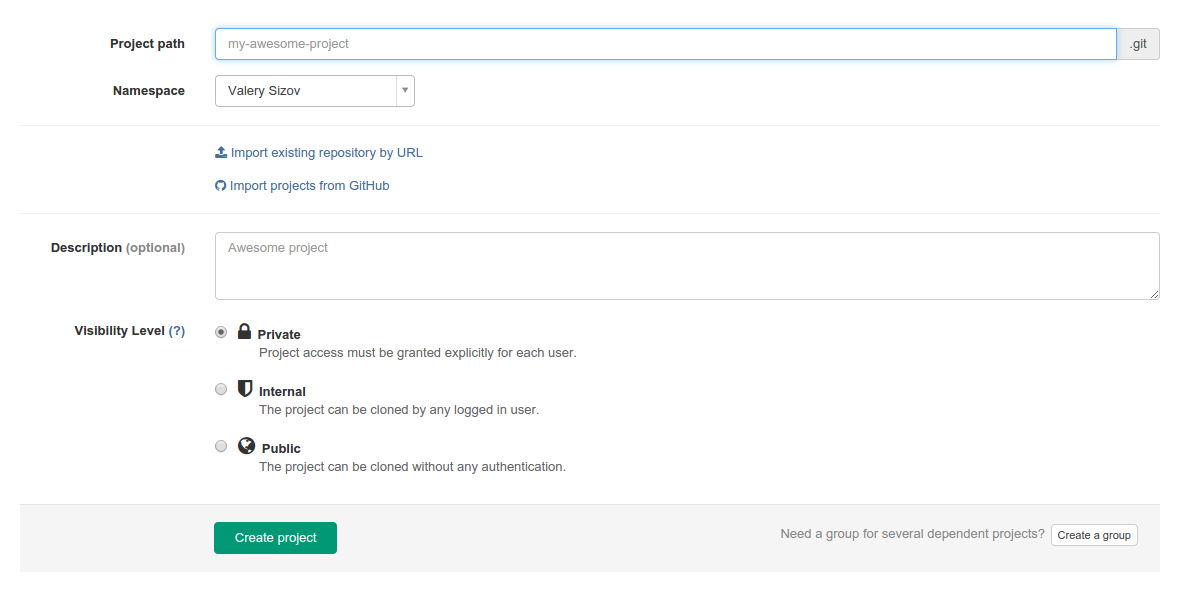 Project path my-awesome-project .git
Namespace Valery Sizov
Import existing repository by URL
Import projects from GitHub
Description (optional) Awesome project
Visibility Level (?) Private
Project access must be granted explicitly for each user.
Internal
The project can be cloned by any logged in user.
Public
The project can be cloned without any authentication.
Create project Need a group for several dependent projects? Create a group